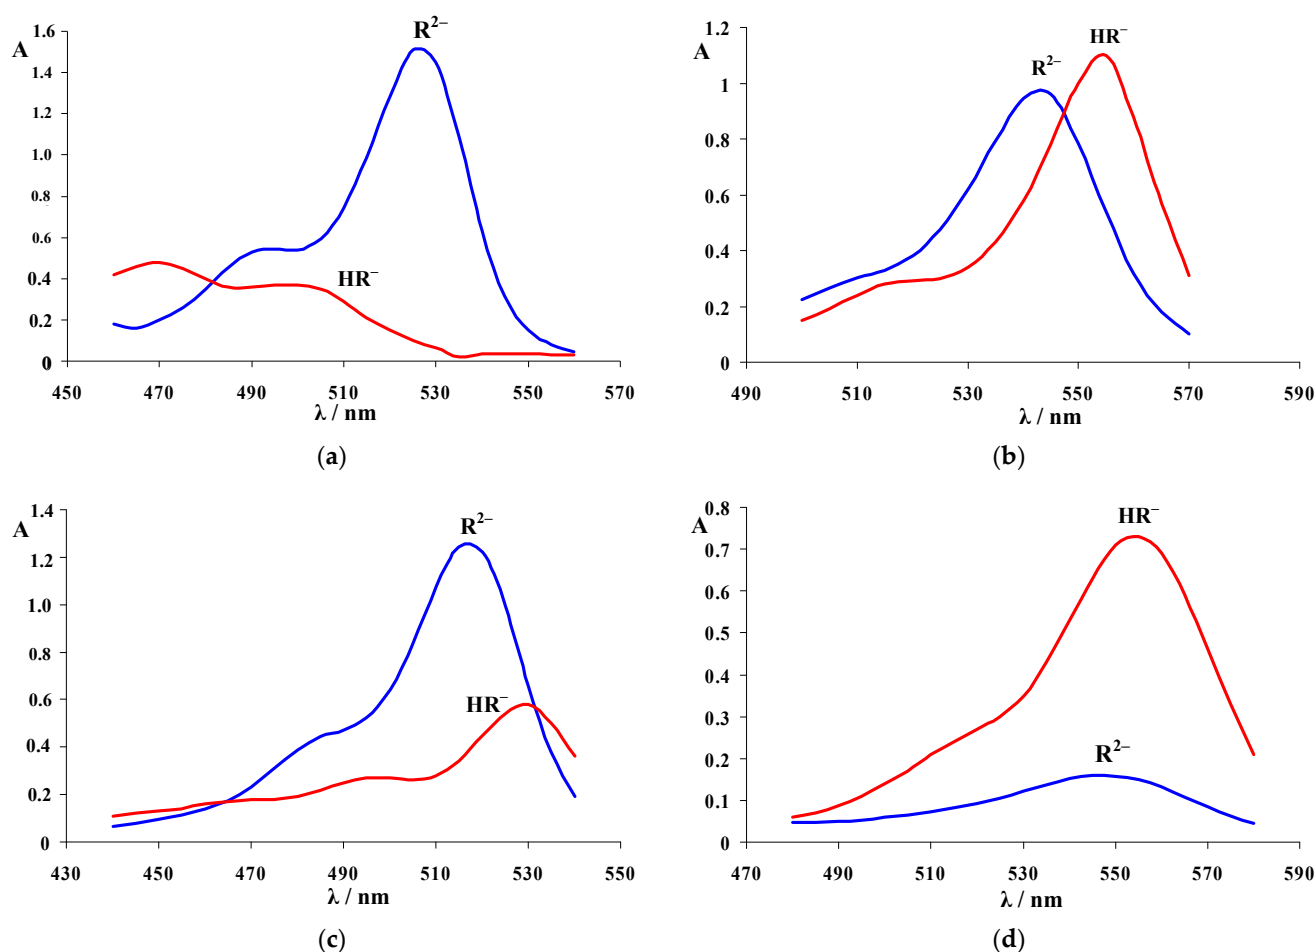 R²⁻
A
1.6
1.4
1.2
1.0
0.8
0.6
0.4
0.2
0
HR⁻
450 470 490 510 530 550 570
λ / nm
(a)
A
1.2
1
0.8
0.6
0.4
0.2
0
R²⁻
HR⁻
490 510 530 550 570 590
λ / nm
(b)
A
1.4
1.2
1.0
0.8
0.6
0.4
0.2
0
R²⁻
HR⁻
430 450 470 490 510 530 550
λ / nm
(c)
A
0.8
0.7
0.6
0.5
0.4
0.3
0.2
0.1
0
HR⁻
R²⁻
470 490 510 530 550 570 590
λ / nm
(d)